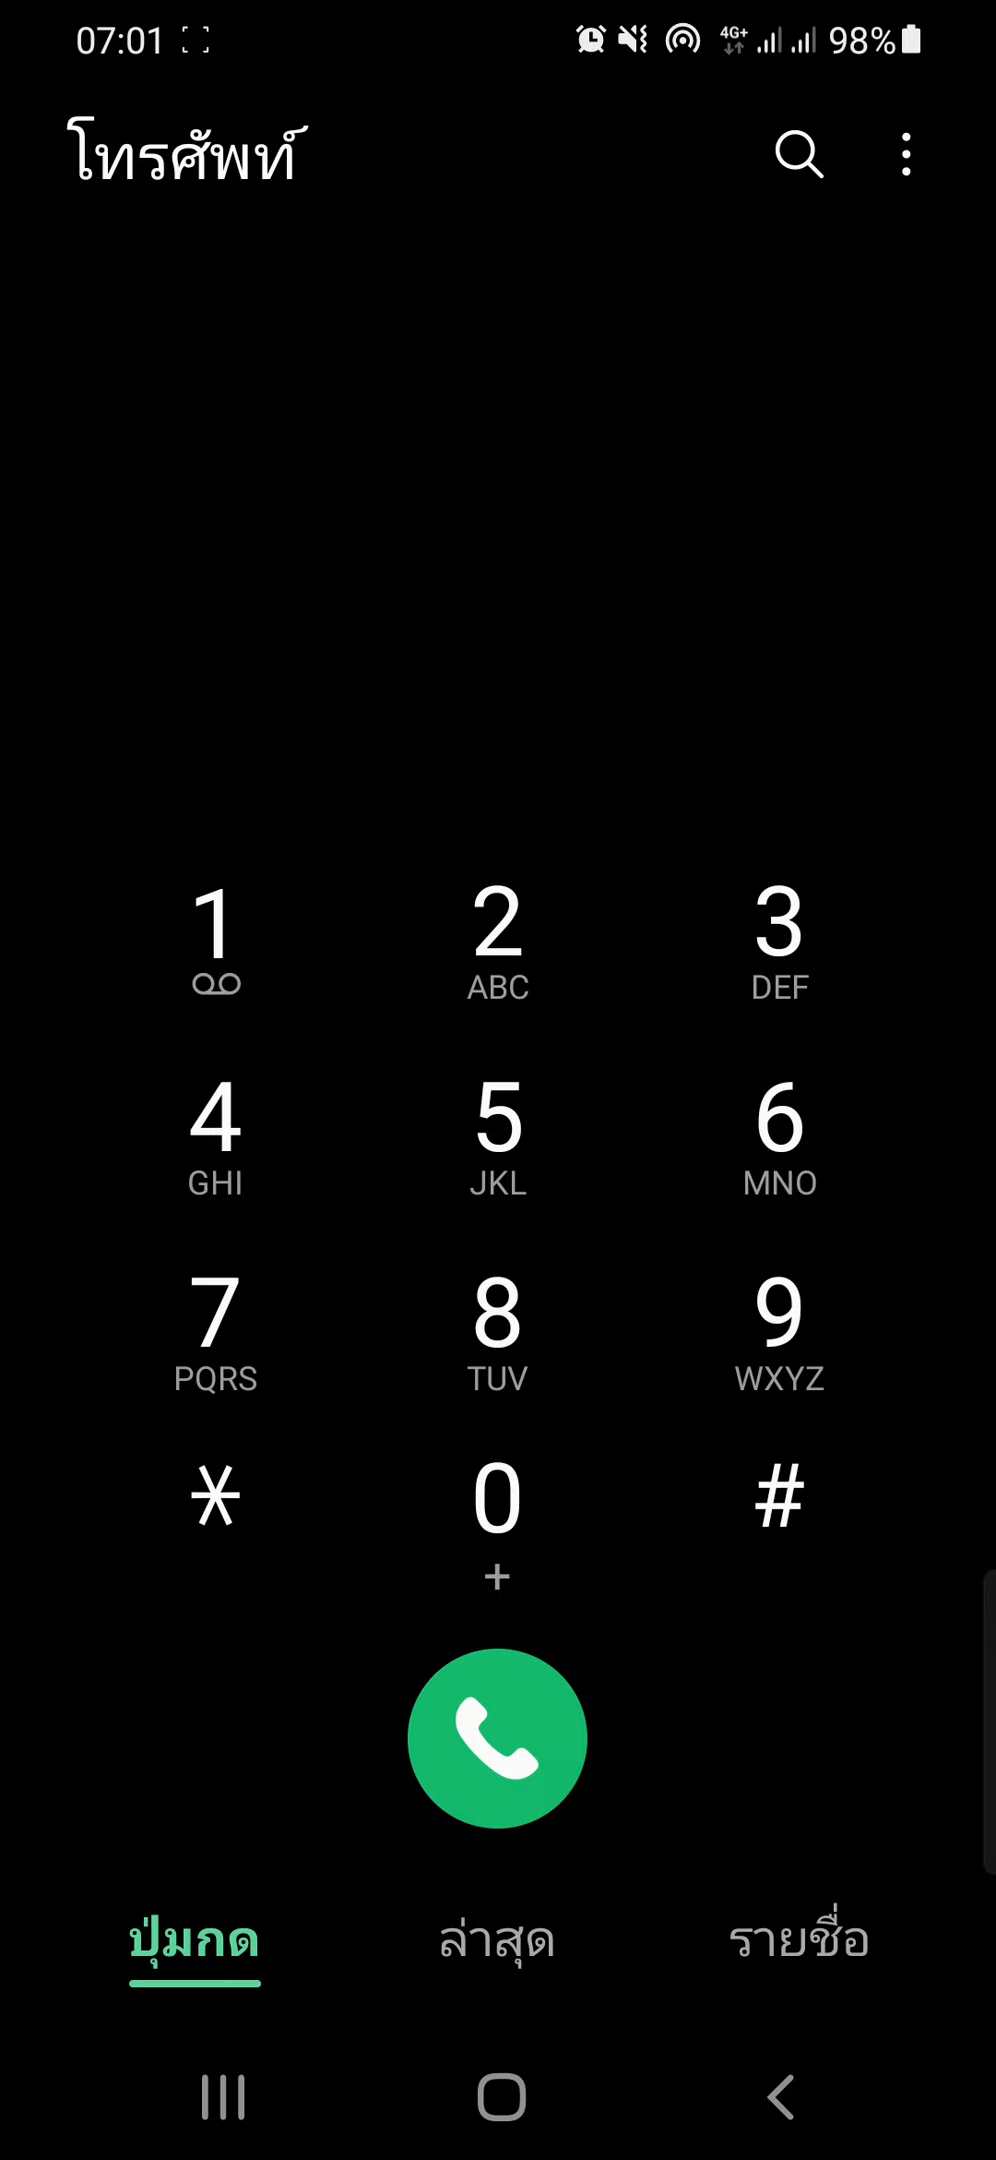 07:01 4G+ 98%
โทรศัพท์
1 2 3
ABC DEF
4 5 6
GHI JKL MNO
7 8 9
PQRS TUV WXYZ
* 0 #
+
ปุ่มกด ล่าสุด รายชื่อ